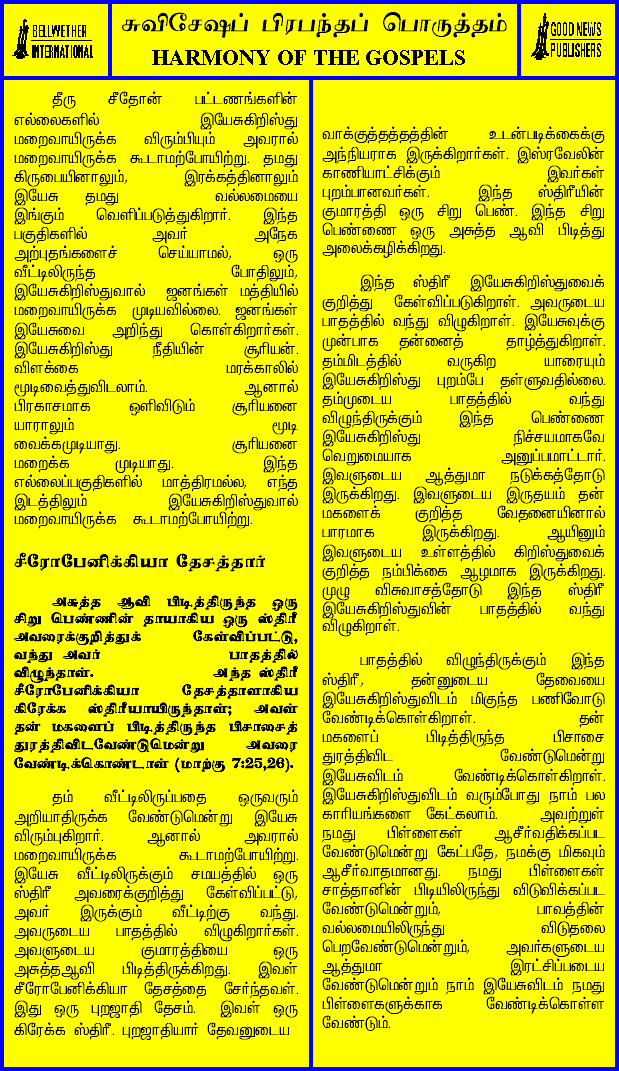 BELLWETHER
INTERNATIONAL
சுவிசேஷப் பிரபந்தப் பொருத்தம்
HARMONY OF THE GOSPELS
GOOD NEWS
PUBLISHERS
தீரு சீதோன் பட்டணங்களின்
எல்லைகளில் இயேசுகிறிஸ்து
மறைவாயிருக்க விரும்பியும் அவரால்
மறைவாயிருக்க கூடாமற்போயிற்று. தமது
கிருபையினாலும், இரக்கத்தினாலும்
இயேசு தமது வல்லமையை
இங்கும் வெளிப்படுத்துகிறார். இந்த
பகுதிகளில் அவர் அநேக
அற்புதங்களைச் செய்யாமல், ஒரு
வீட்டிலிருந்த போதிலும்,
இயேசுகிறிஸ்துவால் ஜனங்கள் மத்தியில்
மறைவாயிருக்க முடியவில்லை. ஜனங்கள்
இயேசுவை அறிந்து கொள்கிறார்கள்.
இயேசுகிறிஸ்து நீதியின் சூரியன்.
விளக்கை மரக்காலில்
மூடிவைத்துவிடலாம். ஆனால்
பிரகாசமாக ஒளிவிடும் சூரியனை
யாராலும் மூடி
வைக்கமுடியாது. சூரியனை
மறைக்க முடியாது. இந்த
எல்லைப்பகுதிகளில் மாத்திரமல்ல, எந்த
இடத்திலும் இயேசுகிறிஸ்துவால்
மறைவாயிருக்க கூடாமற்போயிற்று.
சீரோபேனிக்கியா தேசத்தார்
அசுத்த ஆவி பிடித்திருந்த ஒரு
சிறு பெண்ணின் தாயாகிய ஒரு ஸ்திரீ
அவரைக்குறித்துக் கேள்விப்பட்டு,
வந்து அவர் பாதத்தில்
விழுந்தாள். அந்த ஸ்திரீ
சீரோபேனிக்கியா தேசத்தாளாகிய
கிரேக்க ஸ்திரீயாயிருந்தாள்; அவள்
தன் மகளைப் பிடித்திருந்த பிசாசைத்
துரத்திவிடவேண்டுமென்று அவரை
வேண்டிக்கொண்டாள் (மாற்கு 7:25,26).
தம் வீட்டிலிருப்பதை ஒருவரும்
அறியாதிருக்க வேண்டுமென்று இயேசு
விரும்புகிறார். ஆனால் அவரால்
மறைவாயிருக்க கூடாமற்போயிற்று.
இயேசு வீட்டிலிருக்கும் சமயத்தில் ஒரு
ஸ்திரீ அவரைக்குறித்து கேள்விப்பட்டு,
அவர் இருக்கும் வீட்டிற்கு வந்து.
அவருடைய பாதத்தில் விழுகிறார்கள்.
அவளுடைய குமாரத்தியை ஒரு
அசுத்தஆவி பிடித்திருக்கிறது. இவள்
சீரோபேனிக்கியா தேசத்தை சேர்ந்தவள்.
இது ஒரு புறஜாதி தேசம். இவள் ஒரு
கிரேக்க ஸ்திரீ. புறஜாதியார் தேவனுடைய
வாக்குத்தத்தத்தின் உடன்படிக்கைக்கு
அந்நியராக இருக்கிறார்கள். இஸ்ரவேலின்
காணியாட்சிக்கும் இவர்கள்
புறம்பானவர்கள். இந்த ஸ்திரீயின்
குமாரத்தி ஒரு சிறு பெண். இந்த சிறு
பெண்ணை ஒரு அசுத்த ஆவி பிடித்து
அலைக்கழிக்கிறது.
இந்த ஸ்திரீ இயேசுகிறிஸ்துவைக்
குறித்து கேள்விப்படுகிறாள். அவருடைய
பாதத்தில் வந்து விழுகிறாள். இயேசுவுக்கு
முன்பாக தன்னைத் தாழ்த்துகிறாள்.
தம்மிடத்தில் வருகிற யாரையும்
இயேசுகிறிஸ்து புறம்பே தள்ளுவதில்லை.
தம்முடைய பாதத்தில் வந்து
விழுந்திருக்கும் இந்த பெண்ணை
இயேசுகிறிஸ்து நிச்சயமாகவே
வெறுமையாக அனுப்பமாட்டார்.
இவளுடைய ஆத்துமா நடுக்கத்தோடு
இருக்கிறது. இவளுடைய இருதயம் தன்
மகளைக் குறித்த வேதனையினால்
பாரமாக இருக்கிறது. ஆயினும்
இவளுடைய உள்ளத்தில் கிறிஸ்துவைக்
குறித்த நம்பிக்கை ஆழமாக இருக்கிறது.
முழு விசுவாசத்தோடு இந்த ஸ்திரீ
இயேசுகிறிஸ்துவின் பாதத்தில் வந்து
விழுகிறாள்.
பாதத்தில் விழுந்திருக்கும் இந்த
ஸ்திரீ, தன்னுடைய தேவையை
இயேசுகிறிஸ்துவிடம் மிகுந்த பணிவோடு
வேண்டிக்கொள்கிறாள். தன்
மகளைப் பிடித்திருந்த பிசாசை
துரத்திவிட வேண்டுமென்று
இயேசுவிடம் வேண்டிக்கொள்கிறாள்.
இயேசுகிறிஸ்துவிடம் வரும்போது நாம் பல
காரியங்களை கேட்கலாம். அவற்றுள்
நமது பிள்ளைகள் ஆசீர்வதிக்கப்பட
வேண்டுமென்று கேட்பதே, நமக்கு மிகவும்
ஆசீர்வாதமானது. நமது பிள்ளைகள்
சாத்தானின் பிடியிலிருந்து விடுவிக்கப்பட
வேண்டுமென்றும், பாவத்தின்
வல்லமையிலிருந்து விடுதலை
பெறவேண்டுமென்றும், அவர்களுடைய
ஆத்துமா இரட்சிப்படைய
வேண்டுமென்றும் நாம் இயேசுவிடம் நமது
பிள்ளைகளுக்காக வேண்டிக்கொள்ள
வேண்டும்.